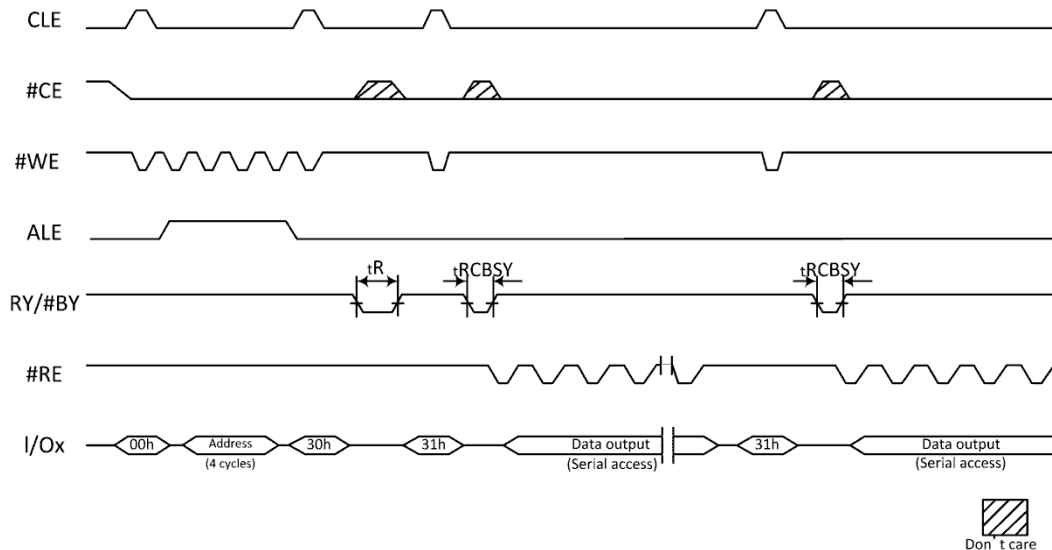 CLE
#CE
#WE
ALE
tR tRCBSY tRCBSY
RY/#BY
#RE
I/Ox 00h Address 30h 31h Data output 31h Data output
(4 cycles) (Serial access) (Serial access)
Don't care